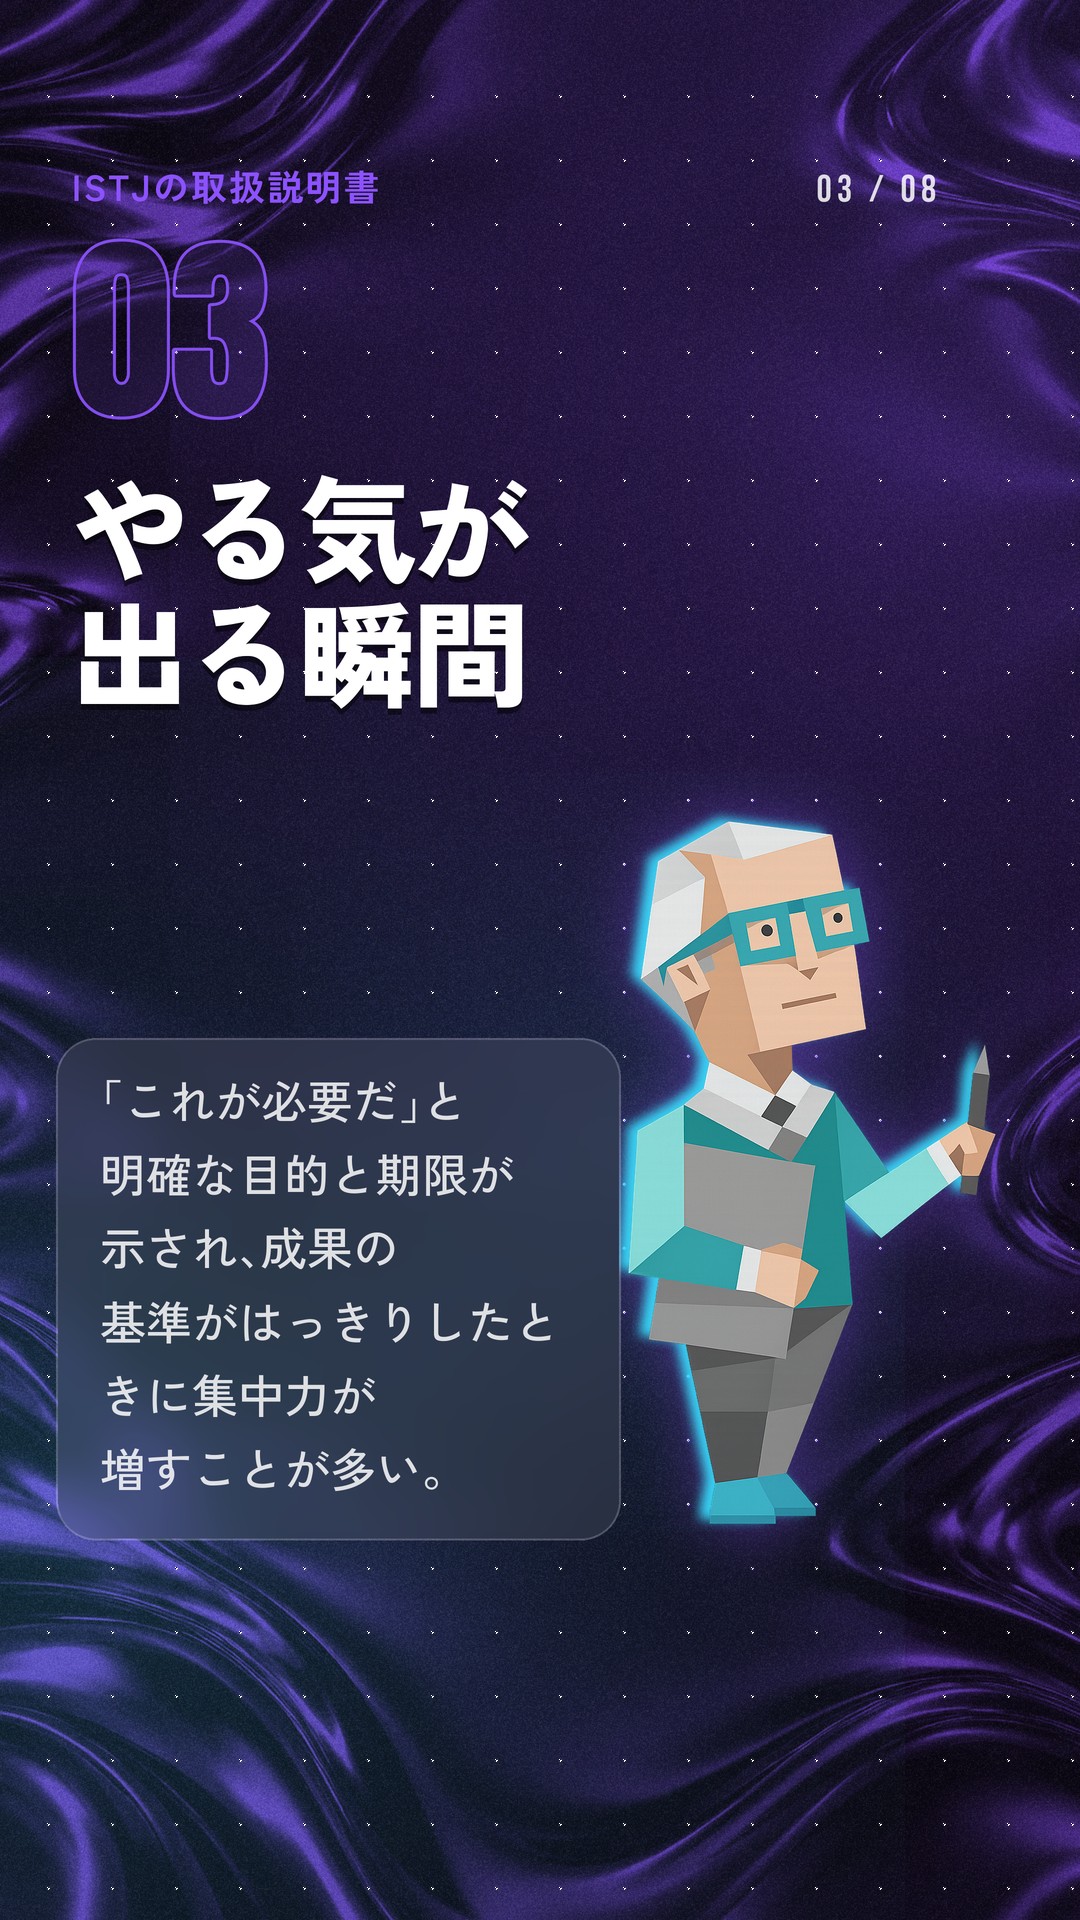 ISTJの取扱説明書
03 / 08
03
やる気が
出る瞬間
「これが必要だ」と
明確な目的と期限が
示され、成果の
基準がはっきりしたと
きに集中力が
増すことが多い。